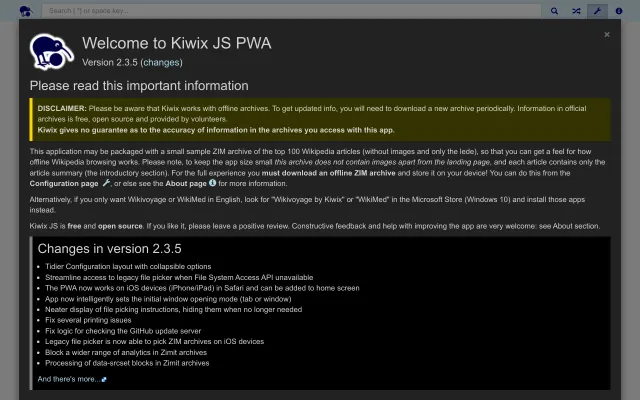 Search [ "] or space key...
×
Welcome to Kiwix JS PWA
Version 2.3.5 (changes)
Please read this important information
DISCLAIMER: Please be aware that Kiwix works with offline archives. To get updated info, you will need to download a new archive periodically. Information in official
archives is free, open source and provided by volunteers.
Kiwix gives no guarantee as to the accuracy of information in the archives you access with this app.
This application may be packaged with a small sample ZIM archive of the top 100 Wikipedia articles (without images and only the lede), so that you can get a feel for how
offline Wikipedia browsing works. Please note, to keep the app size small this archive does not contain images apart from the landing page, and each article contains only the
article summary (the introductory section). For the full experience you must download an offline ZIM archive and store it on your device! You can do this from the
Configuration page , or else see the About page for more information.
Alternatively, if you only want Wikivoyage or WikiMed in English, look for "Wikivoyage by Kiwix" or "WikiMed" in the Microsoft Store (Windows 10) and install those apps
instead.
Kiwix JS is free and open source. If you like it, please leave a positive review. Constructive feedback and help with improving the app are very welcome: see About section.
Changes in version 2.3.5
• Tidier Configuration layout with collapsible options
• Streamline access to legacy file picker when File System Access API unavailable
• The PWA now works on iOS devices (iPhone/iPad) in Safari and can be added to home screen
• App now intelligently sets the initial window opening mode (tab or window)
• Neater display of file picking instructions, hiding them when no longer needed
• Fix several printing issues
• Fix logic for checking the GitHub update server
• Legacy file picker is now able to pick ZIM archives on iOS devices
• Block a wider range of analytics in Zimit archives
• Processing of data-srcset blocks in Zimit archives
And there's more...